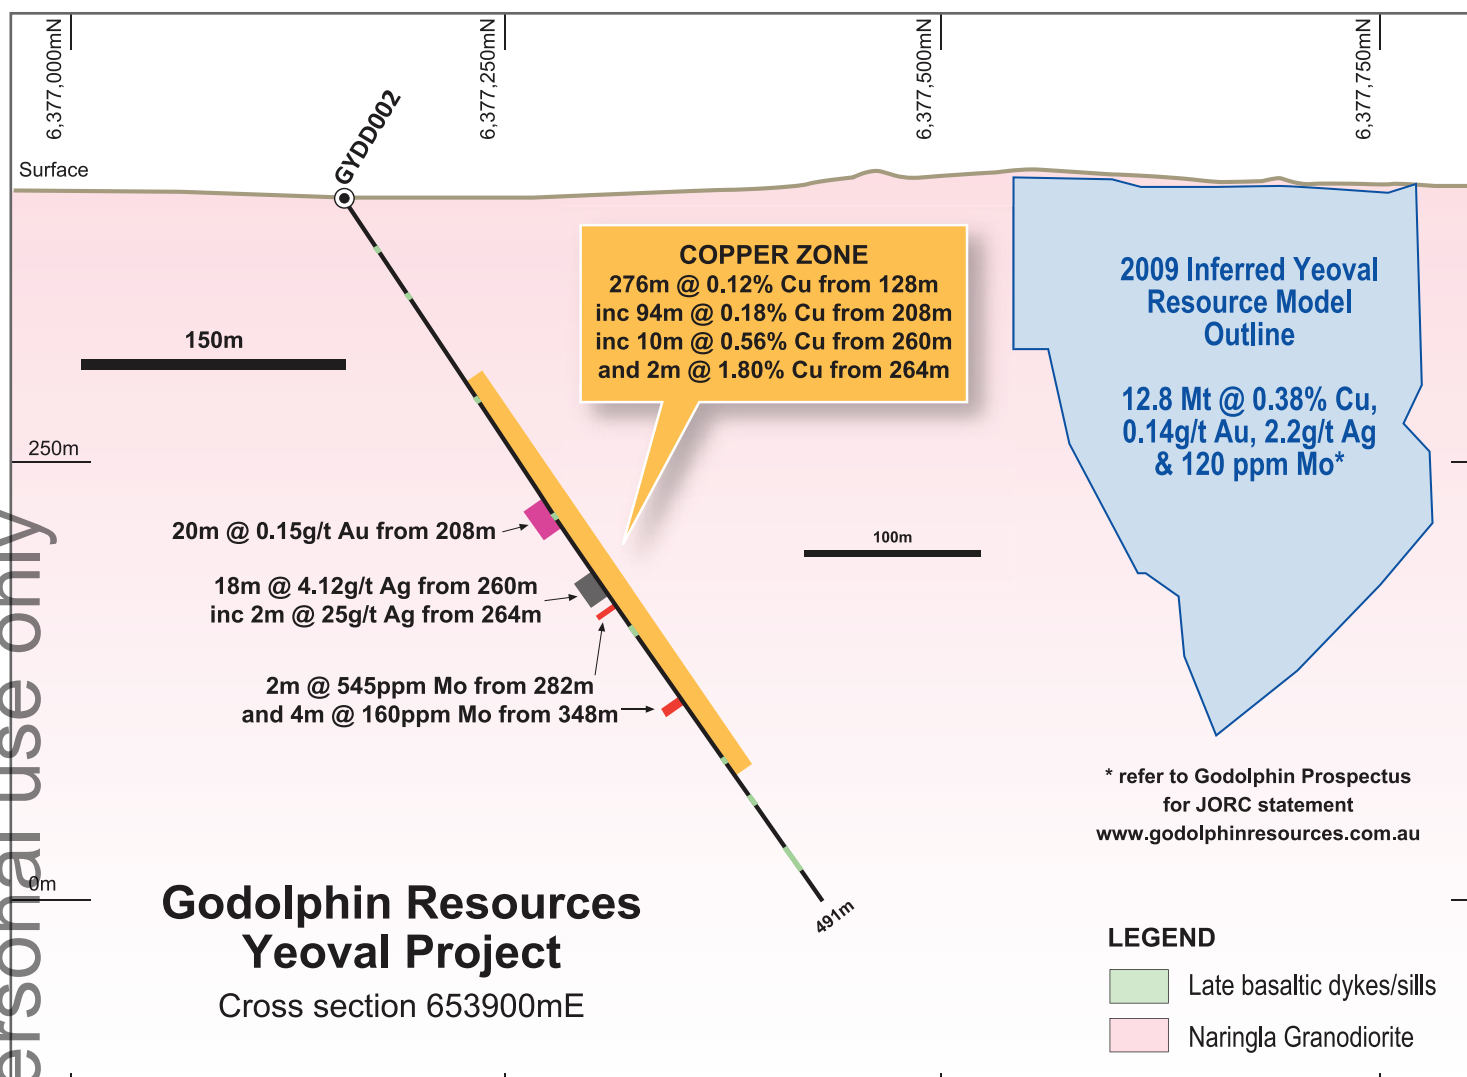 6,377,000mN
6,377,250mN
6,377,500mN
6,377,750mN
Surface
GYDD002
COPPER ZONE
276m @ 0.12% Cu from 128m
inc 94m @ 0.18% Cu from 208m
inc 10m @ 0.56% Cu from 260m
and 2m @ 1.80% Cu from 264m
2009 Inferred Yeoval
Resource Model
Outline
12.8 Mt @ 0.38% Cu,
0.14g/t Au, 2.2g/t Ag
& 120 ppm Mo*
150m
250m
20m @ 0.15g/t Au from 208m
100m
18m @ 4.12g/t Ag from 260m
inc 2m @ 25g/t Ag from 264m
2m @ 545ppm Mo from 282m
and 4m @ 160ppm Mo from 348m
* refer to Godolphin Prospectus
for JORC statement
www.godolphinresources.com.au
0m
491m
Godolphin Resources
Yeoval Project
Cross section 653900mE
LEGEND
Late basaltic dykes/sills
Naringla Granodiorite
ersonal use only